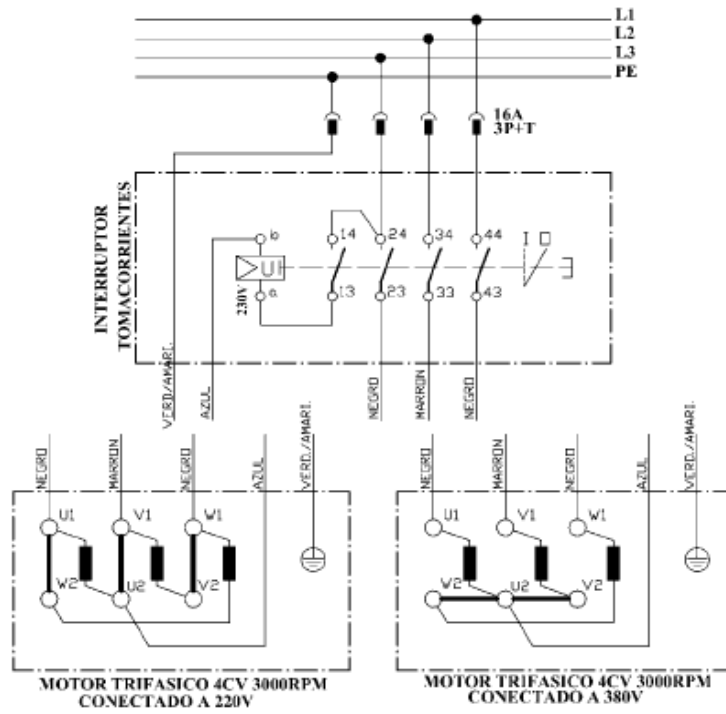 L1
L2
L3
PE
16A
3P+T
INTERRUPTOR
TOMACORRIENTES
b
14
24
34
44
I O
U<
230V
a
13
23
33
43
VERD/AMARI.
AZUL
NEGRO
MARRON
NEGRO
NEGRO
MARRON
NEGRO
AZUL
VERD./AMARI.
U1
V1
W1
W2
U2
V2
MOTOR TRIFASICO 4CV 3000RPM
CONECTADO A 220V
NEGRO
MARRON
NEGRO
AZUL
VERD./AMARI.
U1
V1
W1
W2
U2
V2
MOTOR TRIFASICO 4CV 3000RPM
CONECTADO A 380V